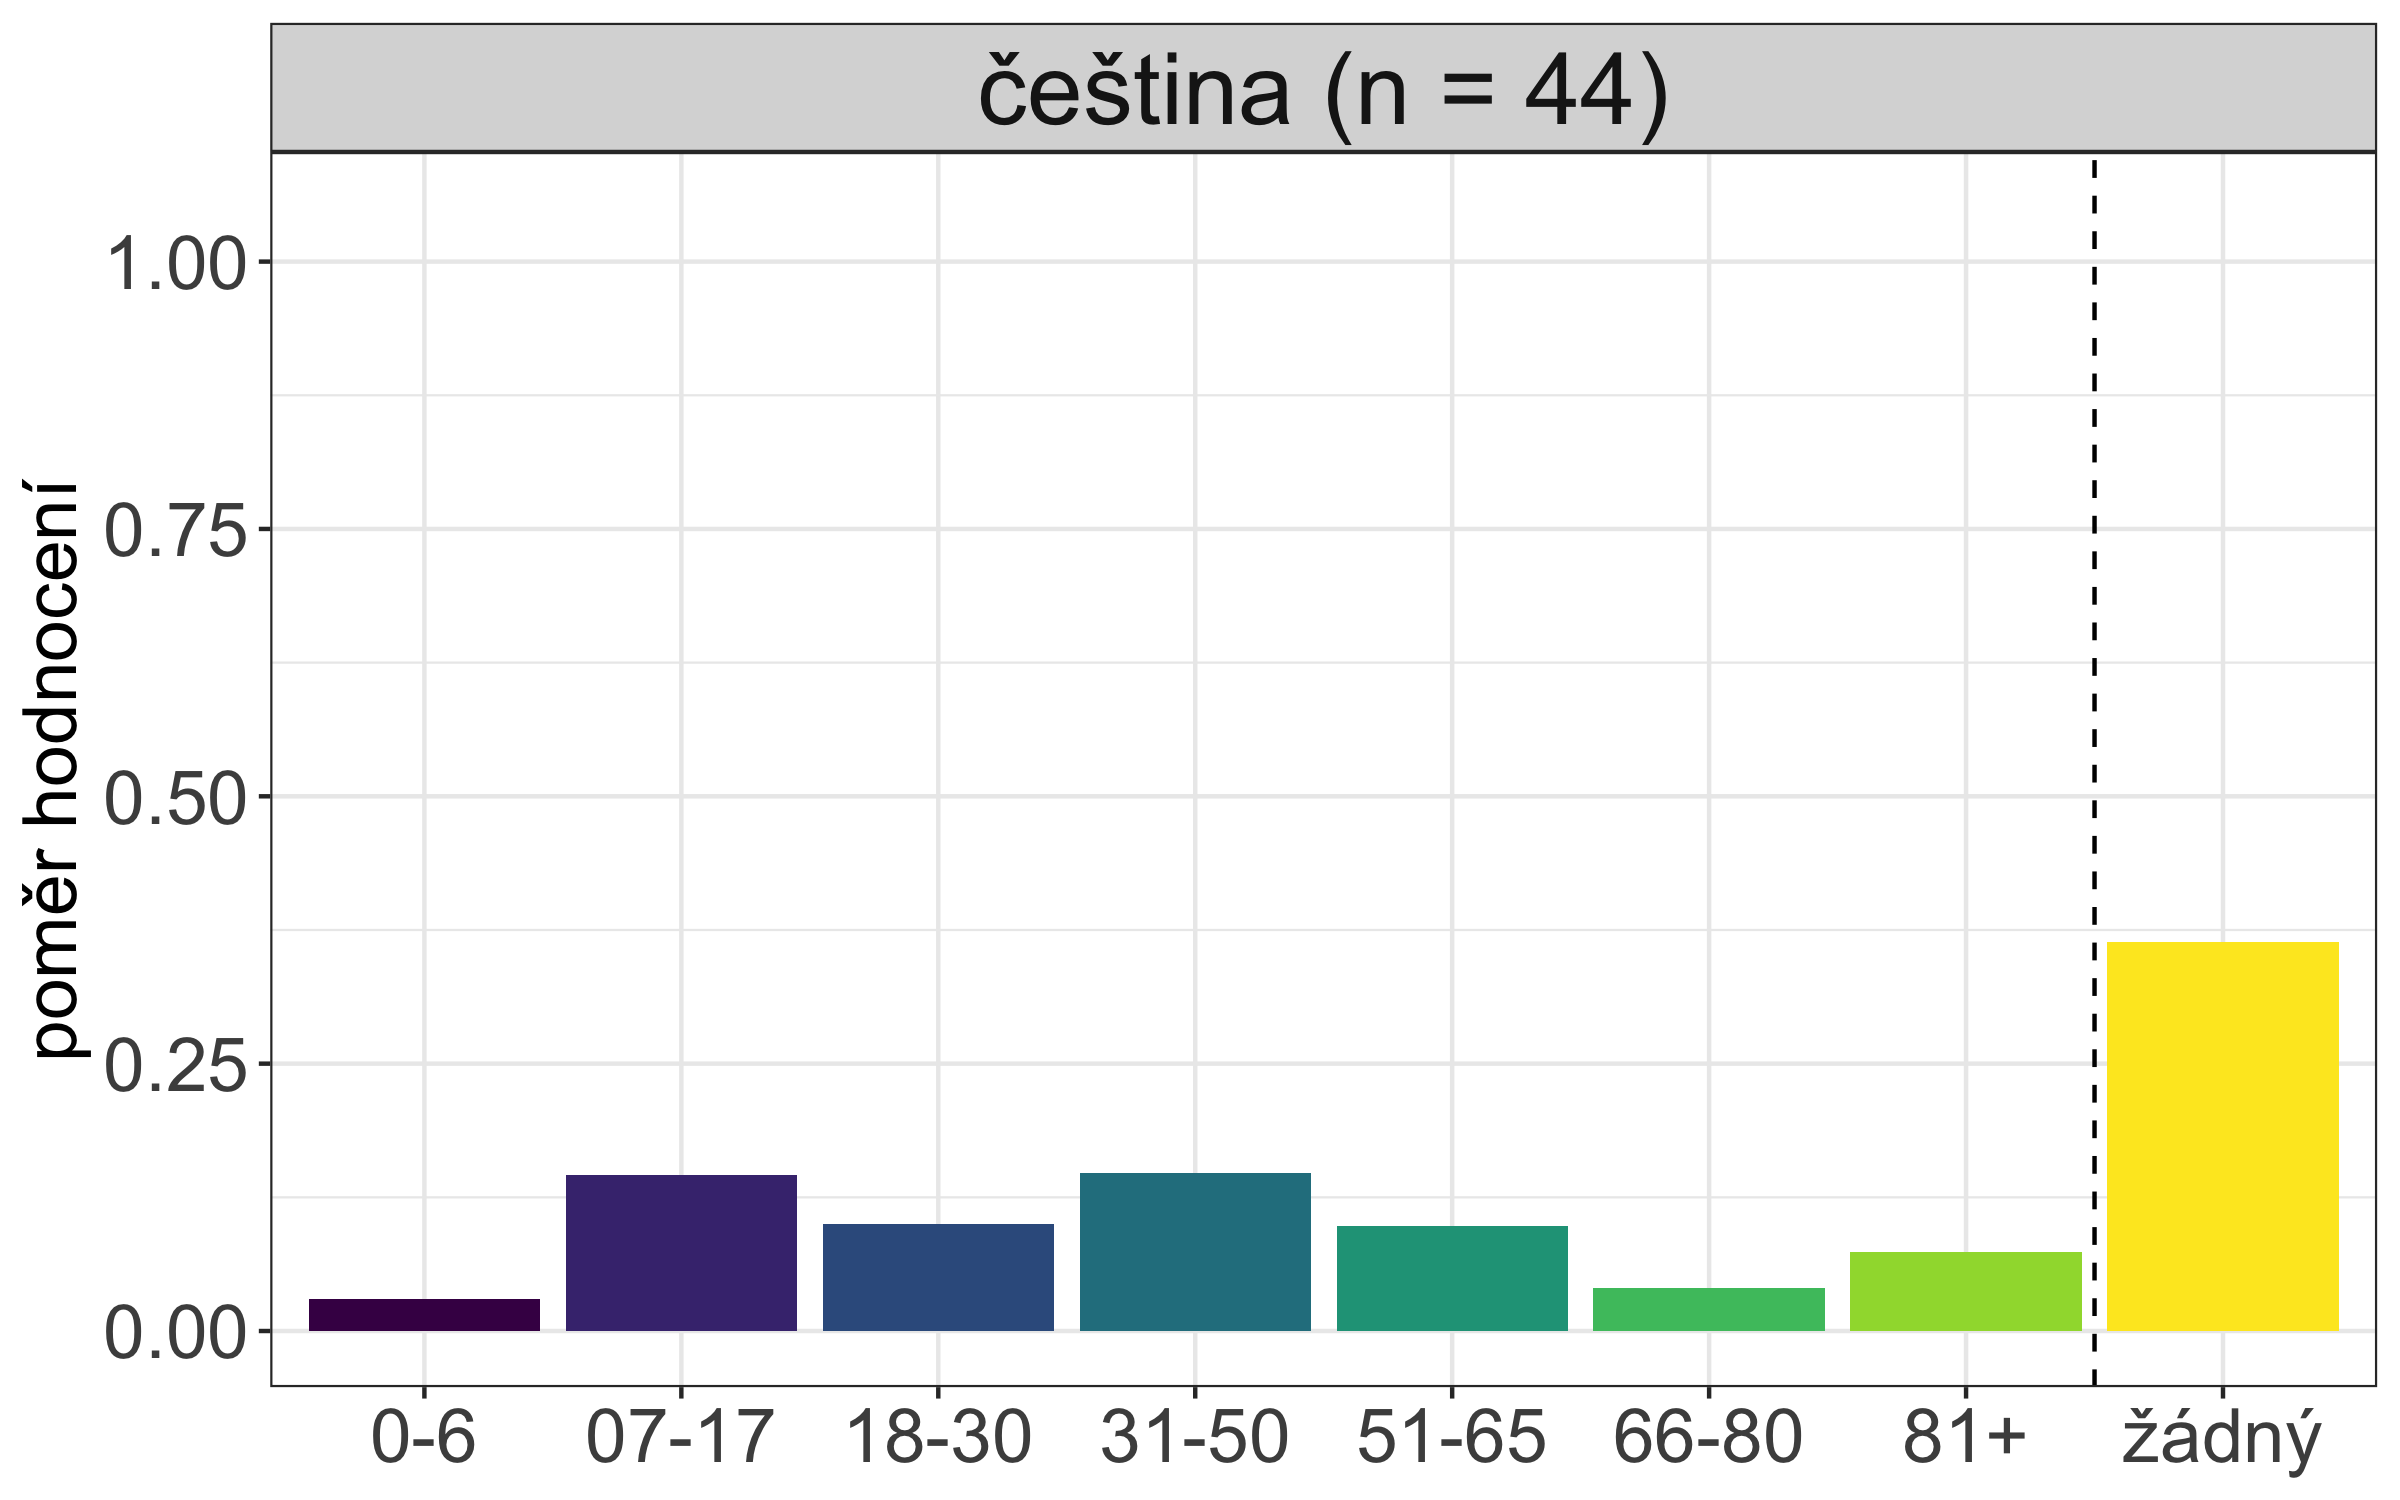 čeština (n = 44)
poměr hodnocení
1.00
0.75
0.50
0.25
0.00
0-6 07-17 18-30 31-50 51-65 66-80 81+ žádný